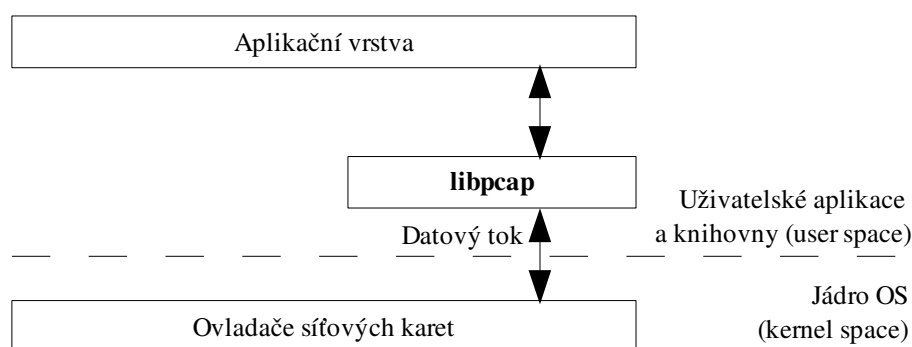 Aplikační vrstva
libpcap
Uživatelské aplikace
a knihovny (user space)
Datový tok
Jádro OS
(kernel space)
Ovladače síťových karet